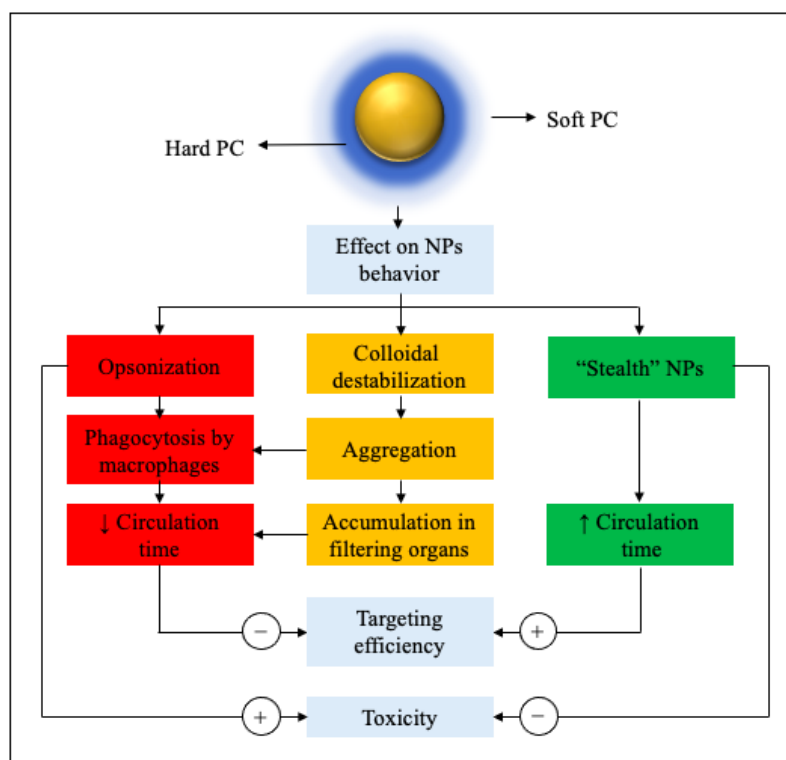 Soft PC
Hard PC
Effect on NPs
behavior
Opsonization
Colloidal
destabilization
“Stealth” NPs
Phagocytosis by
macrophages
Aggregation
↓ Circulation
time
Accumulation in
filtering organs
↑ Circulation
time
−
Targeting
efficiency
+
+
Toxicity
−